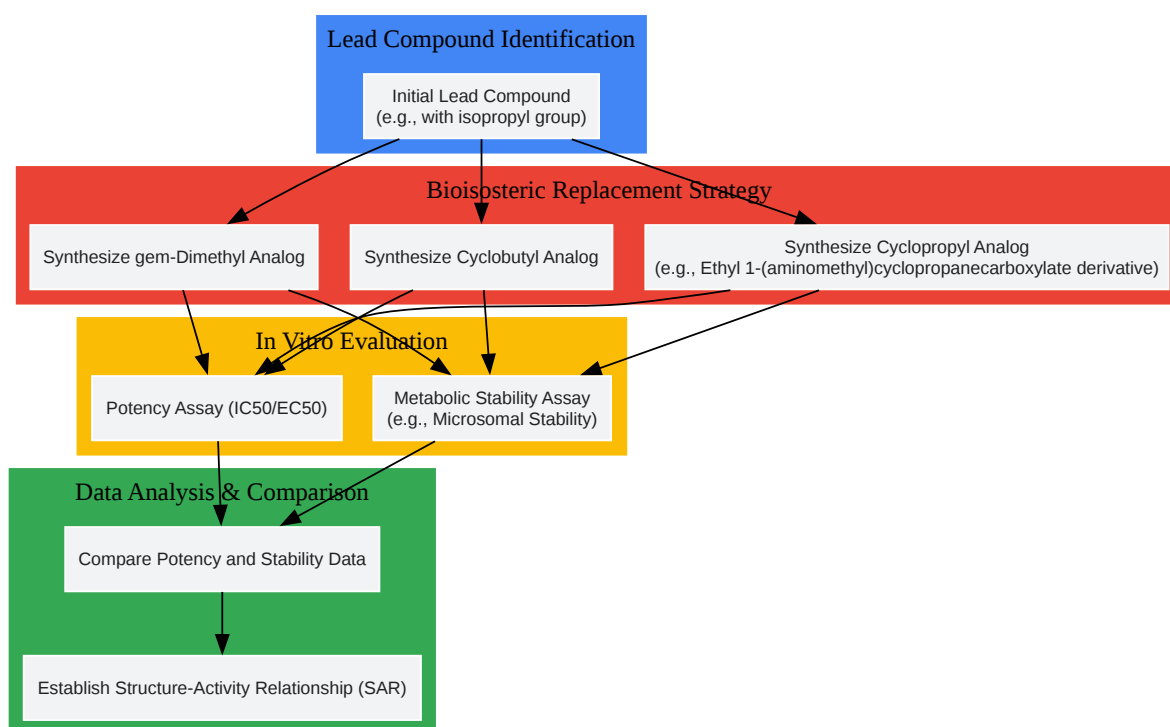 Lead Compound Identification
Initial Lead Compound
(e.g., with isopropyl group)
Bioisosteric Replacement Strategy
Synthesize gem-Dimethyl Analog
Synthesize Cyclobutyl Analog
Synthesize Cyclopropyl Analog
(e.g., Ethyl 1-(aminomethyl)cyclopropanecarboxylate derivative)
In Vitro Evaluation
Potency Assay (IC50/EC50)
Metabolic Stability Assay
(e.g., Microsomal Stability)
Data Analysis & Comparison
Compare Potency and Stability Data
Establish Structure-Activity Relationship (SAR)